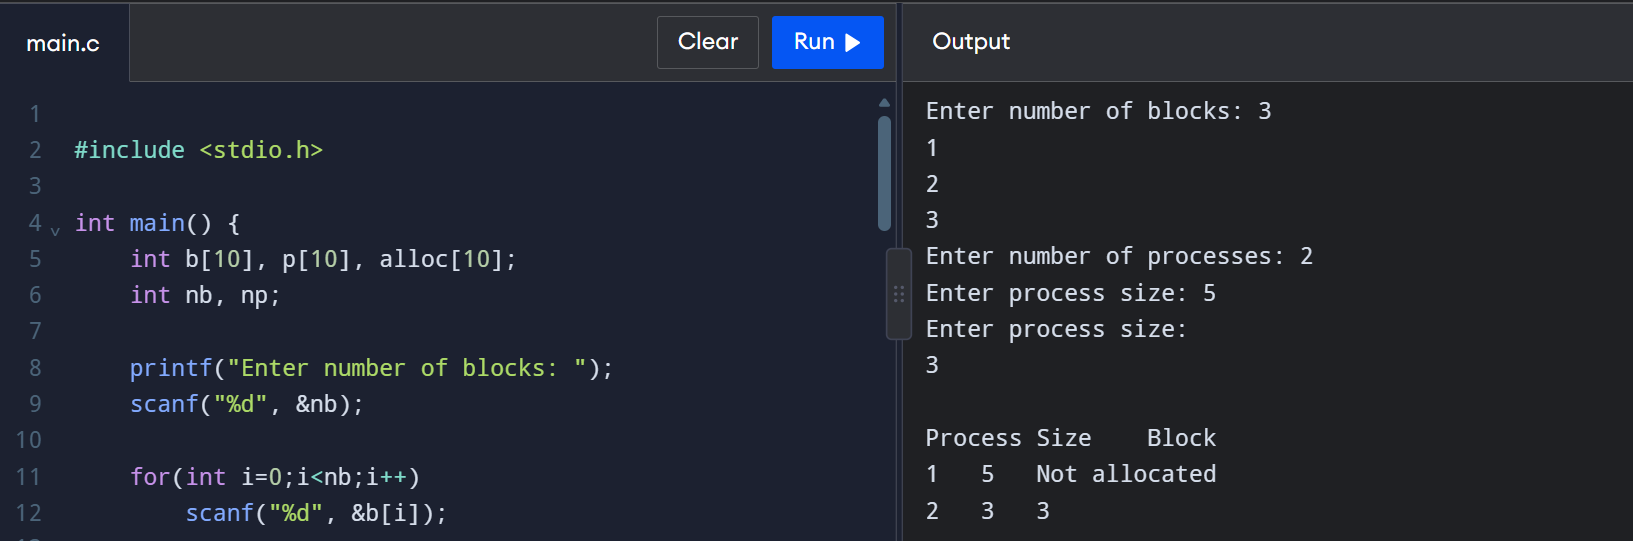 main.c
Clear
Run
Output
1
2 #include <stdio.h>
3
4 int main() {
5 int b[10], p[10], alloc[10];
6 int nb, np;
7
8 printf("Enter number of blocks: ");
9 scanf("%d", &nb);
10
11 for(int i=0;i<nb;i++)
12 scanf("%d", &b[i]);
Enter number of blocks: 3
1
2
3
Enter number of processes: 2
Enter process size: 5
Enter process size:
3
Process Size Block
1 5 Not allocated
2 3 3